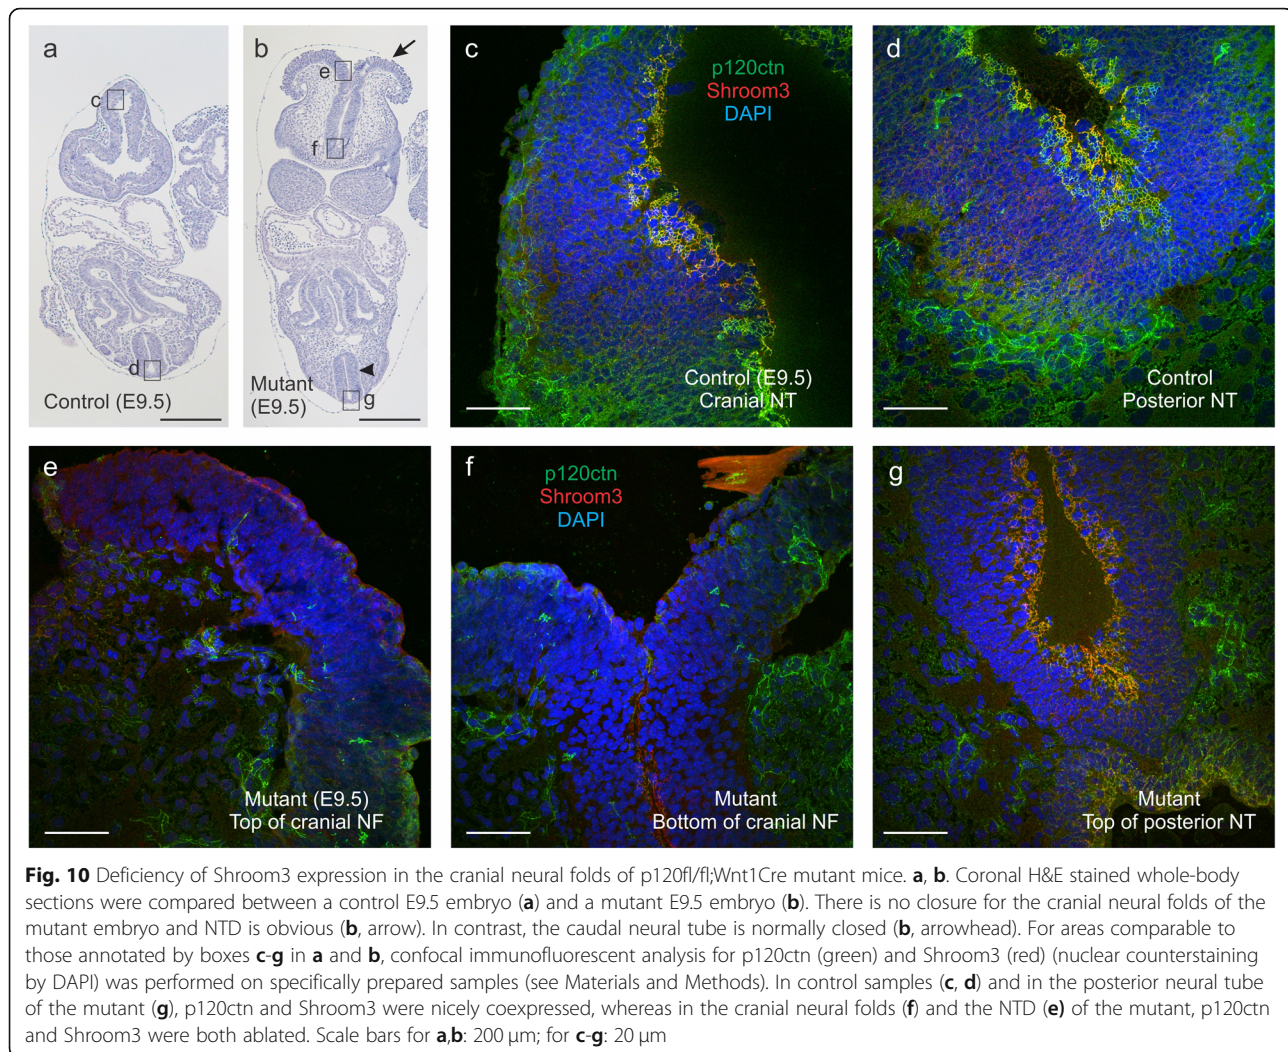 a
c
d
Control (E9.5)
b
e
f
g
Mutant
(E9.5)
c
p120ctn
Shroom3
DAPI
Control (E9.5)
Cranial NT
d
Control
Posterior NT
e
Mutant (E9.5)
Top of cranial NF
f
p120ctn
Shroom3
DAPI
Mutant
Bottom of cranial NF
g
Mutant
Top of posterior NT
Fig. 10 Deficiency of Shroom3 expression in the cranial neural folds of p120fl/fl;Wnt1Cre mutant mice. a, b. Coronal H&E stained whole-body
sections were compared between a control E9.5 embryo (a) and a mutant E9.5 embryo (b). There is no closure for the cranial neural folds of the
mutant embryo and NTD is obvious (b, arrow). In contrast, the caudal neural tube is normally closed (b, arrowhead). For areas comparable to
those annotated by boxes c-g in a and b, confocal immunofluorescent analysis for p120ctn (green) and Shroom3 (red) (nuclear counterstaining
by DAPI) was performed on specifically prepared samples (see Materials and Methods). In control samples (c, d) and in the posterior neural tube
of the mutant (g), p120ctn and Shroom3 were nicely coexpressed, whereas in the cranial neural folds (f) and the NTD (e) of the mutant, p120ctn
and Shroom3 were both ablated. Scale bars for a,b: 200 μm; for c-g: 20 μm